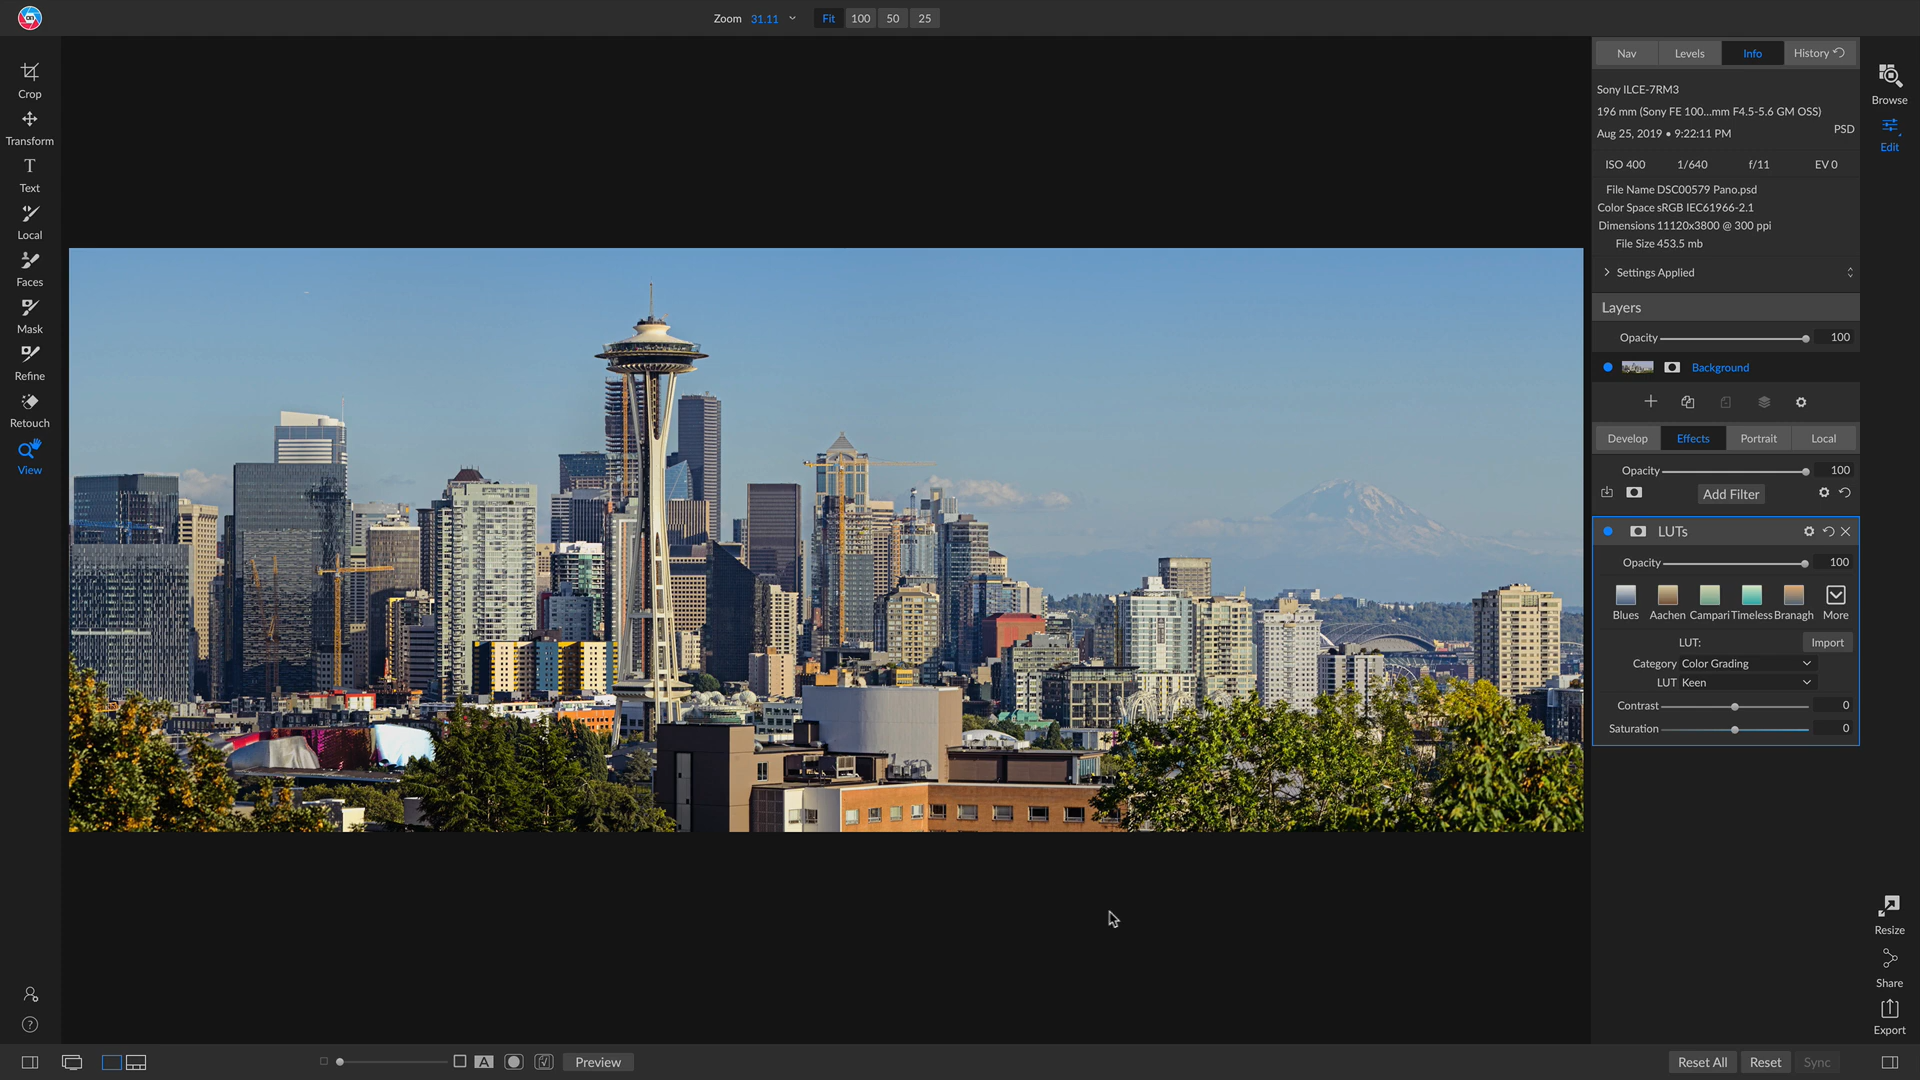 Zoom 31.11 Fit 100 50 25
Crop
Transform
Text
Local
Faces
Mask
Refine
Retouch
View
Nav Levels Info History
Sony ILCE-7RM3
196 mm (Sony FE 100...mm F4.5-5.6 GM OSS)
Aug 25, 2019 • 9:22:11 PM PSD
ISO 400 1/640 f/11 EV 0
File Name DSC00579 Pano.psd
Color Space sRGB IEC61966-2.1
Dimensions 11120x3800 @ 300 ppi
File Size 453.5 mb
Settings Applied
Layers
Opacity 100
Background
Develop Effects Portrait Local
Opacity 100
Add Filter
LUTs
Opacity 100
Blues Aachen Campari Timeless Branagh More
LUT: Import
Category Color Grading
LUT Keen
Contrast 0
Saturation 0
Browse
Edit
Resize
Share
Export
A Preview
Reset All Reset Sync